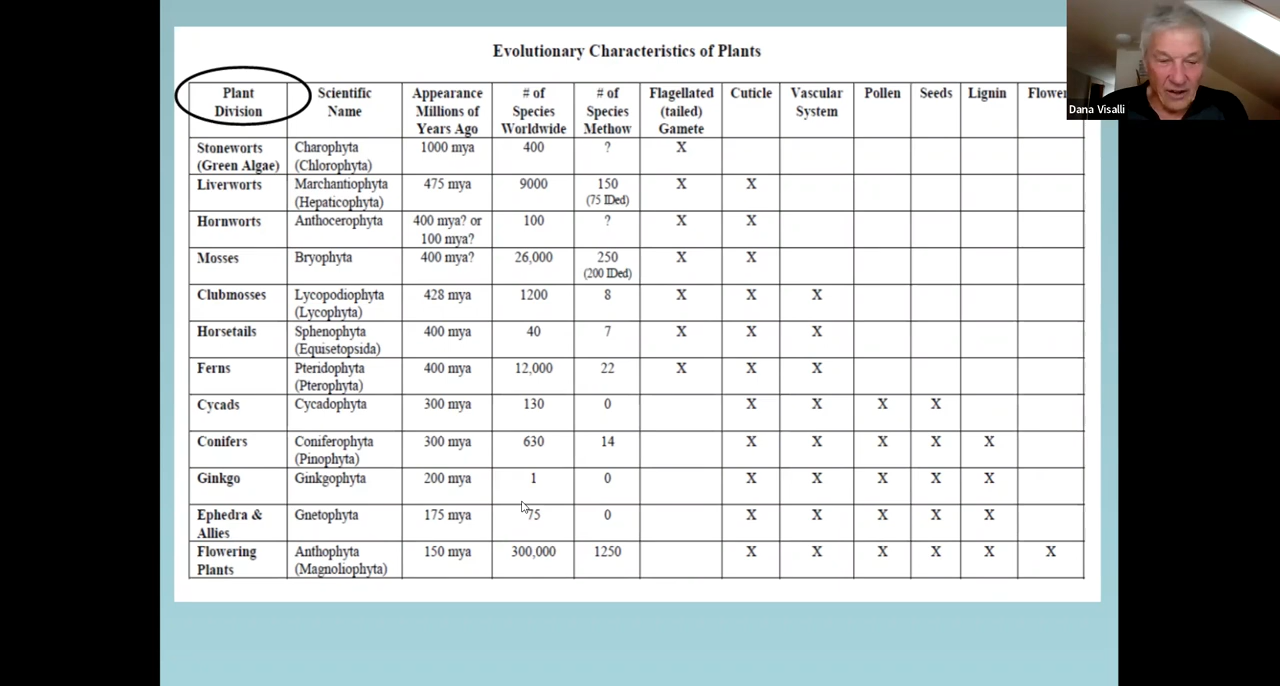 Evolutionary Characteristics of Plants
Plant Division | Scientific Name | Appearance Millions of Years Ago | # of Species Worldwide | # of Species Methow | Flagellated (tailed) Gamete | Cuticle | Vascular System | Pollen | Seeds | Lignin | Flower
Stoneworts (Green Algae) | Charophyta (Chlorophyta) | 1000 mya | 400 | ? | X
Liverworts | Marchantiophyta (Hepaticophyta) | 475 mya | 9000 | 150 (75 IDed) | X | X
Hornworts | Anthocerophyta | 400 mya? or 100 mya? | 100 | ? | X | X
Mosses | Bryophyta | 400 mya? | 26,000 | 250 (200 IDed) | X | X
Clubmosses | Lycopodiophyta (Lycophyta) | 428 mya | 1200 | 8 | X | X | X
Horsetails | Sphenophyta (Equisetopsida) | 400 mya | 40 | 7 | X | X | X
Ferns | Pteridophyta (Pterophyta) | 400 mya | 12,000 | 22 | X | X | X
Cycads | Cycadophyta | 300 mya | 130 | 0 | X | X | X | X
Conifers | Coniferophyta (Pinophyta) | 300 mya | 630 | 14 | X | X | X | X | X
Ginkgo | Ginkgophyta | 200 mya | 1 | 0 | X | X | X | X | X
Ephedra & Allies | Gnetophyta | 175 mya | 75 | 0 | X | X | X | X | X
Flowering Plants | Anthophyta (Magnoliophyta) | 150 mya | 300,000 | 1250 | X | X | X | X | X | X
Dana Visalli